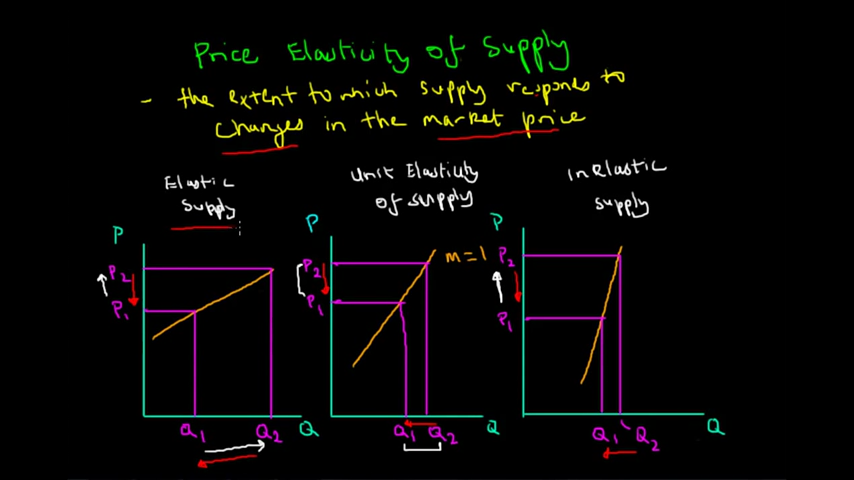 Price Elasticity of Supply
- the extent to which supply respones to
changes in the market price
Elastic
Supply
Unit Elasticity
of supply
inelastic
supply
P
P2
P1
Q1
Q2
Q
P
P2
P1
m=1
Q1
Q2
Q
P
P2
P1
Q1
Q2
Q